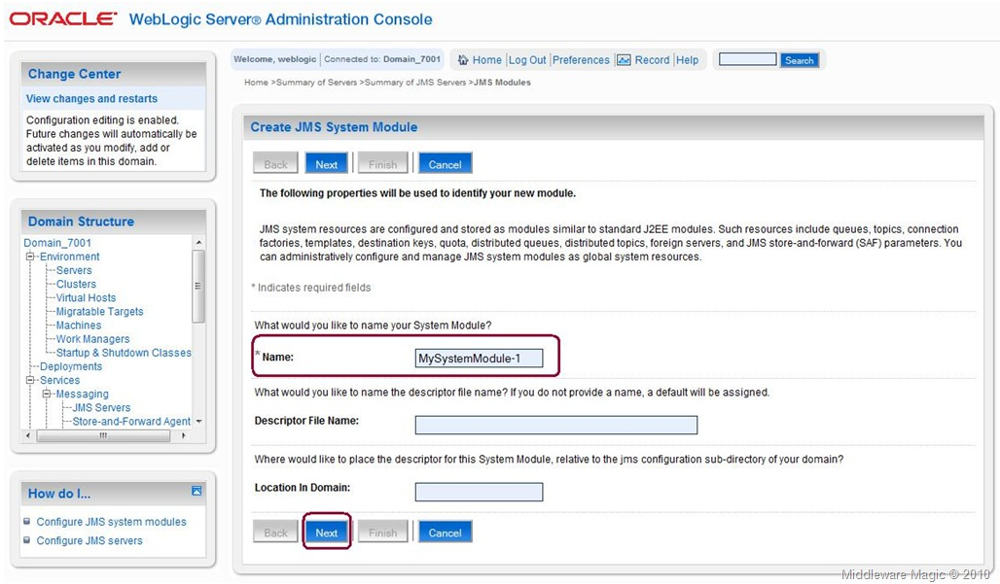 ORACLE® WebLogic Server® Administration Console
Change Center
View changes and restarts
Configuration editing is enabled.
Future changes will automatically be
activated as you modify, add or
delete items in this domain.
Domain Structure
Domain_7001
Environment
Servers
Clusters
Virtual Hosts
Migratable Targets
Machines
Work Managers
Startup & Shutdown Classes
Deployments
Services
Messaging
JMS Servers
Store-and-Forward Agent
How do I...
Configure JMS system modules
Configure JMS servers
Welcome, weblogic Connected to: Domain_7001 Home Log Out Preferences Record Help Search
Home >Summary of Servers >Summary of JMS Servers >JMS Modules
Create JMS System Module
Back Next Finish Cancel
The following properties will be used to identify your new module.
JMS system resources are configured and stored as modules similar to standard J2EE modules. Such resources include queues, topics, connection
factories, templates, destination keys, quota, distributed queues, distributed topics, foreign servers, and JMS store-and-forward (SAF) parameters. You
can administratively configure and manage JMS system modules as global system resources.
* Indicates required fields
What would you like to name your System Module?
* Name: MySystemModule-1
What would you like to name the descriptor file name? If you do not provide a name, a default will be assigned.
Descriptor File Name:
Where would like to place the descriptor for this System Module, relative to the jms configuration sub-directory of your domain?
Location In Domain:
Back Next Finish Cancel
Middleware Magic © 2010